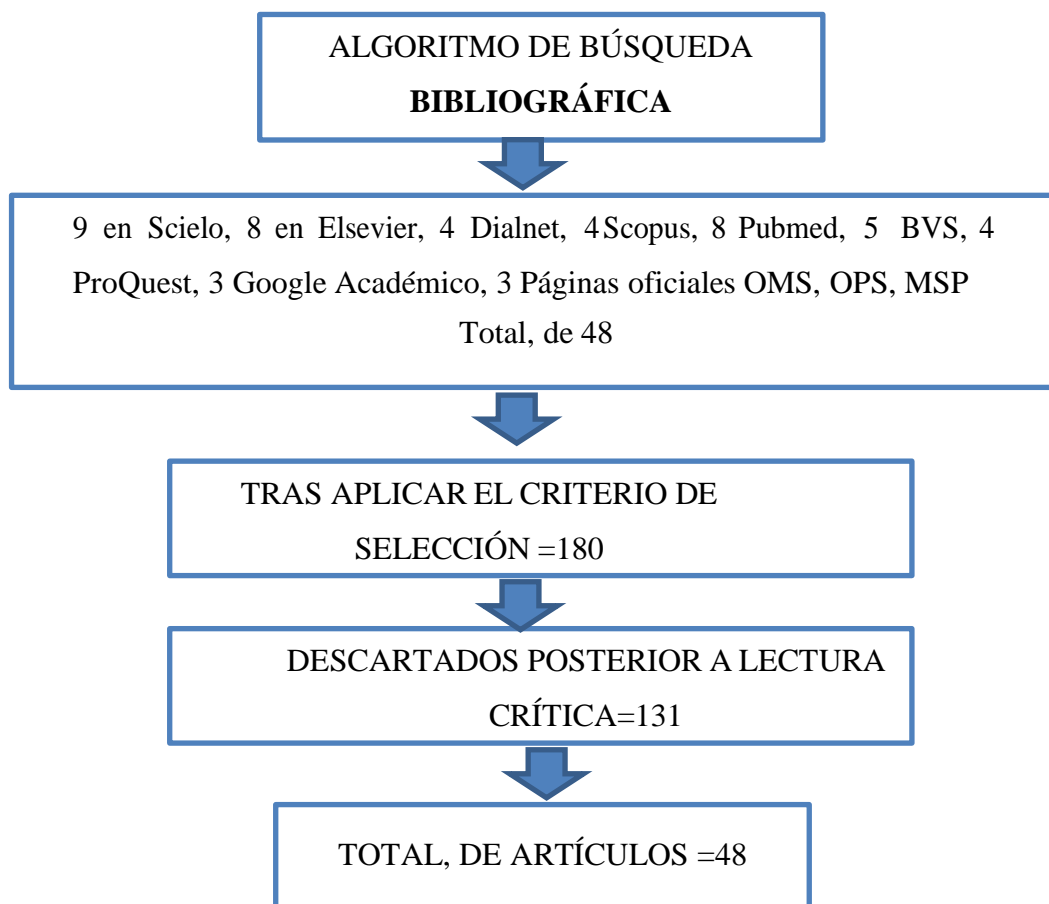 ALGORITMO DE BÚSQUEDA
BIBLIOGRÁFICA
9 en Scielo, 8 en Elsevier, 4 Dialnet, 4Scopus, 8 Pubmed, 5 BVS, 4
ProQuest, 3 Google Académico, 3 Páginas oficiales OMS, OPS, MSP
Total, de 48
TRAS APLICAR EL CRITERIO DE
SELECCIÓN =180
DESCARTADOS POSTERIOR A LECTURA
CRÍTICA=131
TOTAL, DE ARTÍCULOS =48